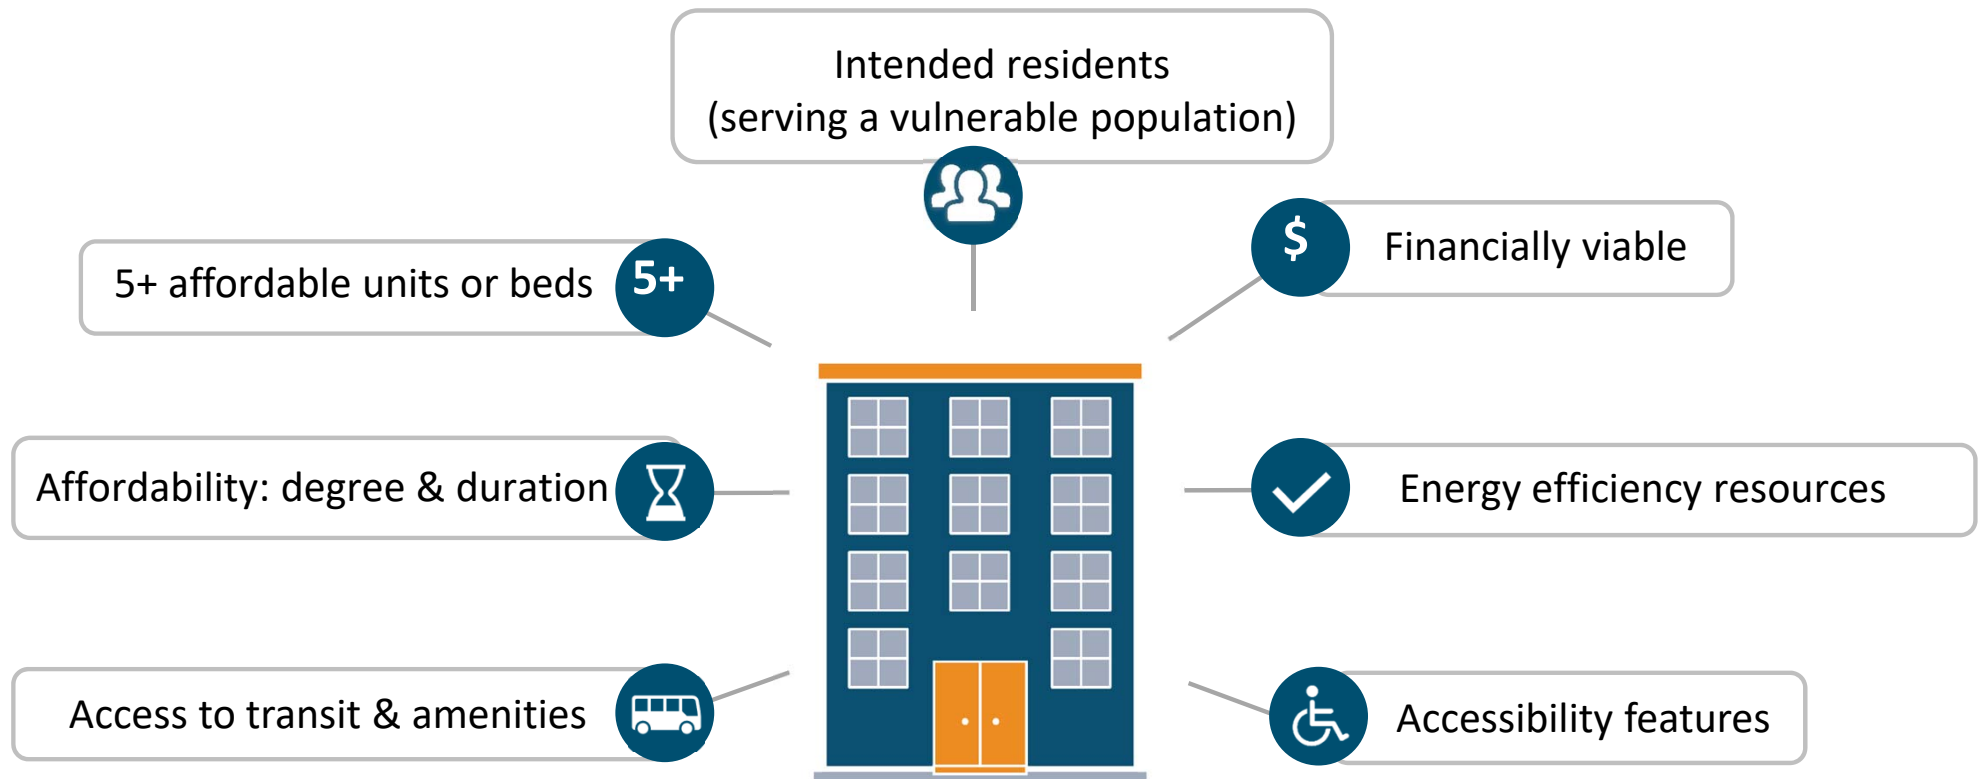 Intended residents
(serving a vulnerable population)
$ Financially viable
5+ affordable units or beds 5+
Affordability: degree & duration
Energy efficiency resources
Access to transit & amenities
Accessibility features